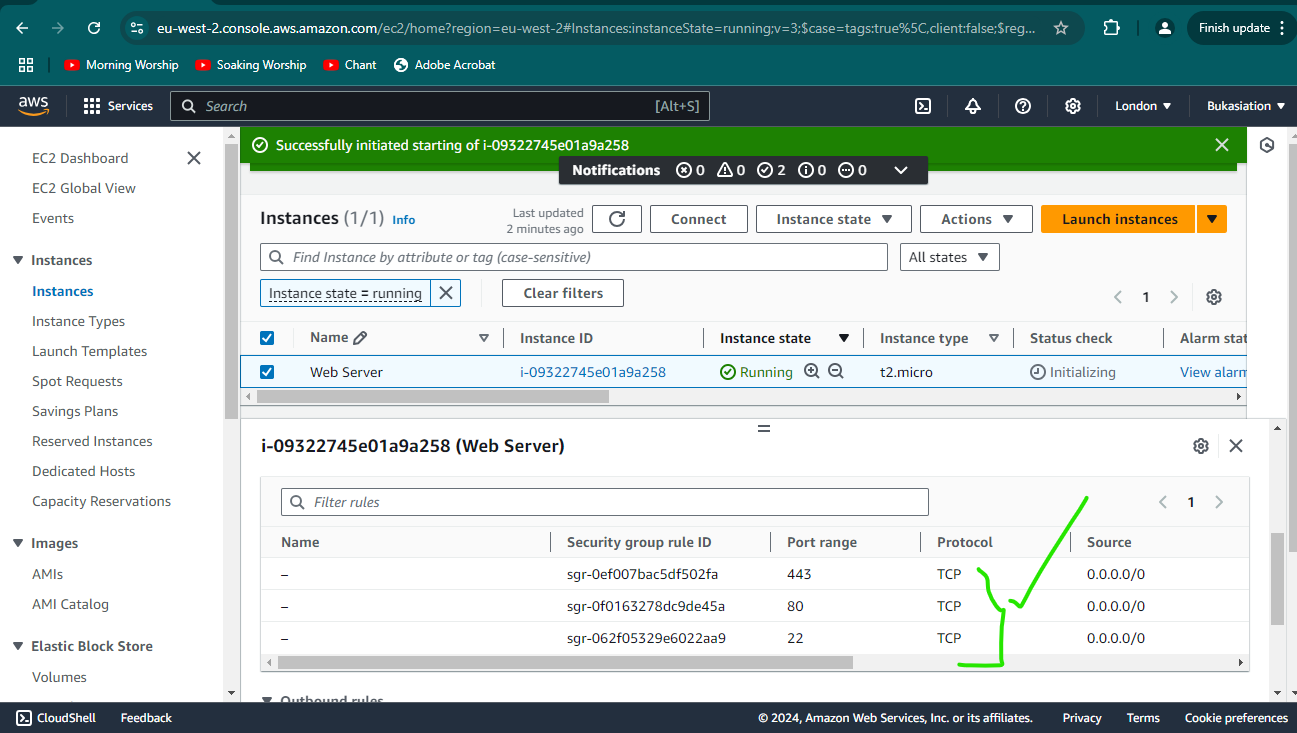 eu-west-2.console.aws.amazon.com/ec2/home?region=eu-west-2#Instances:instanceState=running;v=3;$case=tags:true%5C,client:false;$reg... Finish update
Morning Worship Soaking Worship Chant Adobe Acrobat
aws Services Search [Alt+S] London Bukasiation
EC2 Dashboard
EC2 Global View
Events
Instances
Instances
Instance Types
Launch Templates
Spot Requests
Savings Plans
Reserved Instances
Dedicated Hosts
Capacity Reservations
Images
AMIs
AMI Catalog
Elastic Block Store
Volumes
Successfully initiated starting of i-09322745e01a9a258
Notifications 0 0 2 0 0
Instances (1/1) Info
Last updated
2 minutes ago
Connect Instance state Actions Launch instances
Find Instance by attribute or tag (case-sensitive) All states
Instance state = running Clear filters 1
Name Instance ID Instance state Instance type Status check Alarm stat
Web Server i-09322745e01a9a258 Running t2.micro Initializing View alarm
i-09322745e01a9a258 (Web Server)
Filter rules 1
Name Security group rule ID Port range Protocol Source
– sgr-0ef007bac5df502fa 443 TCP 0.0.0.0/0
– sgr-0f0163278dc9de45a 80 TCP 0.0.0.0/0
– sgr-062f05329e6022aa9 22 TCP 0.0.0.0/0
Outbound rules
CloudShell Feedback © 2024, Amazon Web Services, Inc. or its affiliates. Privacy Terms Cookie preferences